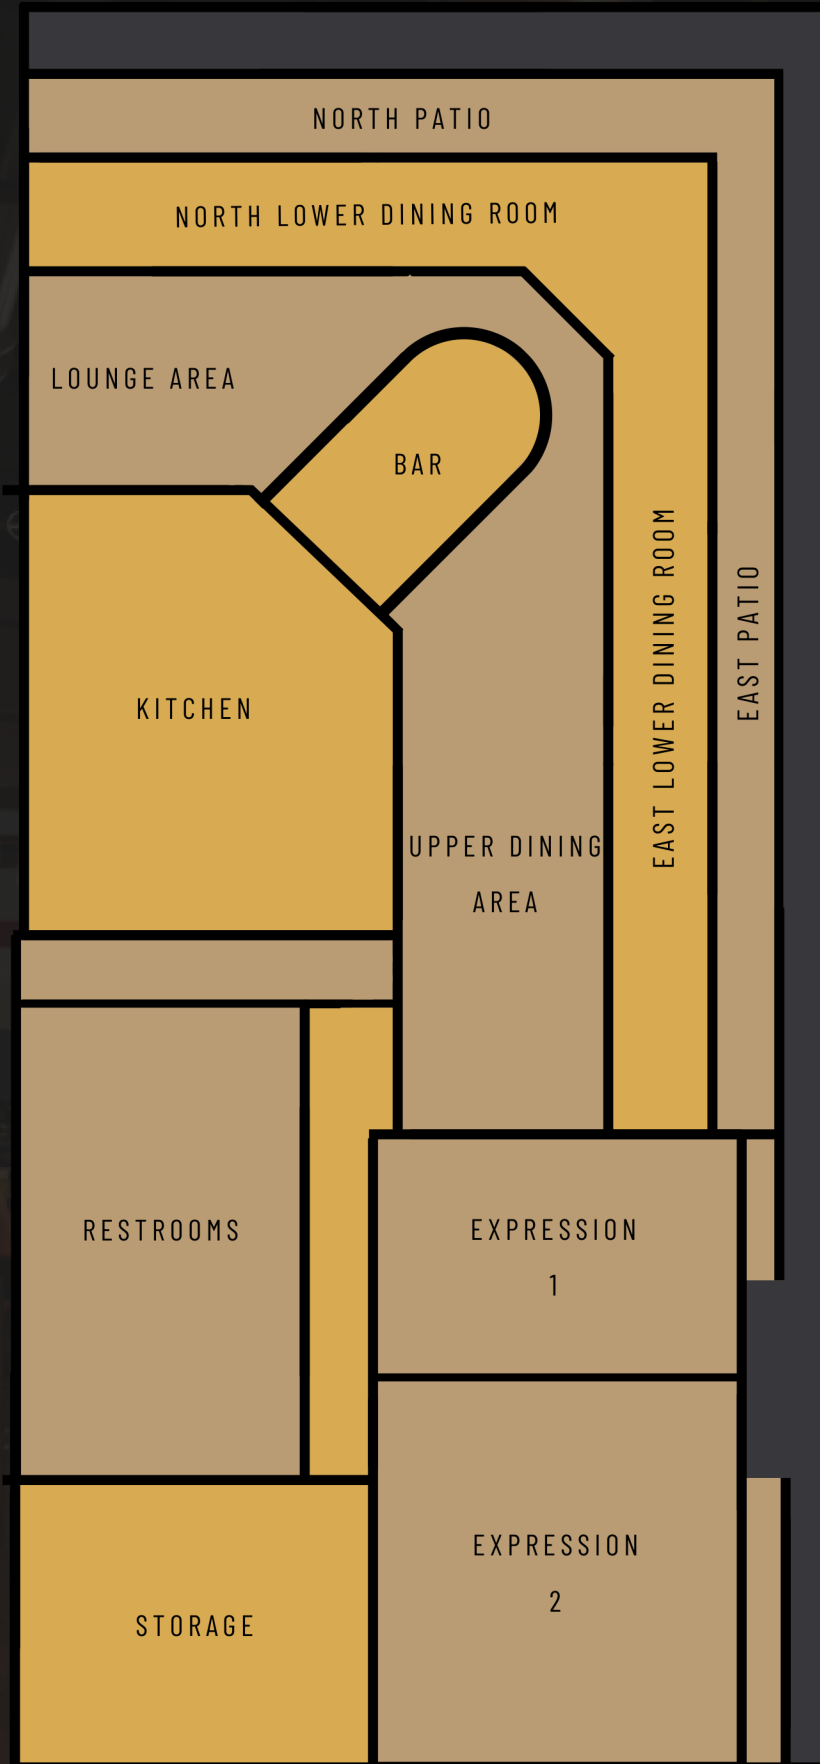 NORTH PATIO
NORTH LOWER DINING ROOM
LOUNGE AREA
BAR
EAST LOWER DINING ROOM
EAST PATIO
KITCHEN
UPPER DINING
AREA
RESTROOMS
EXPRESSION
1
EXPRESSION
2
STORAGE